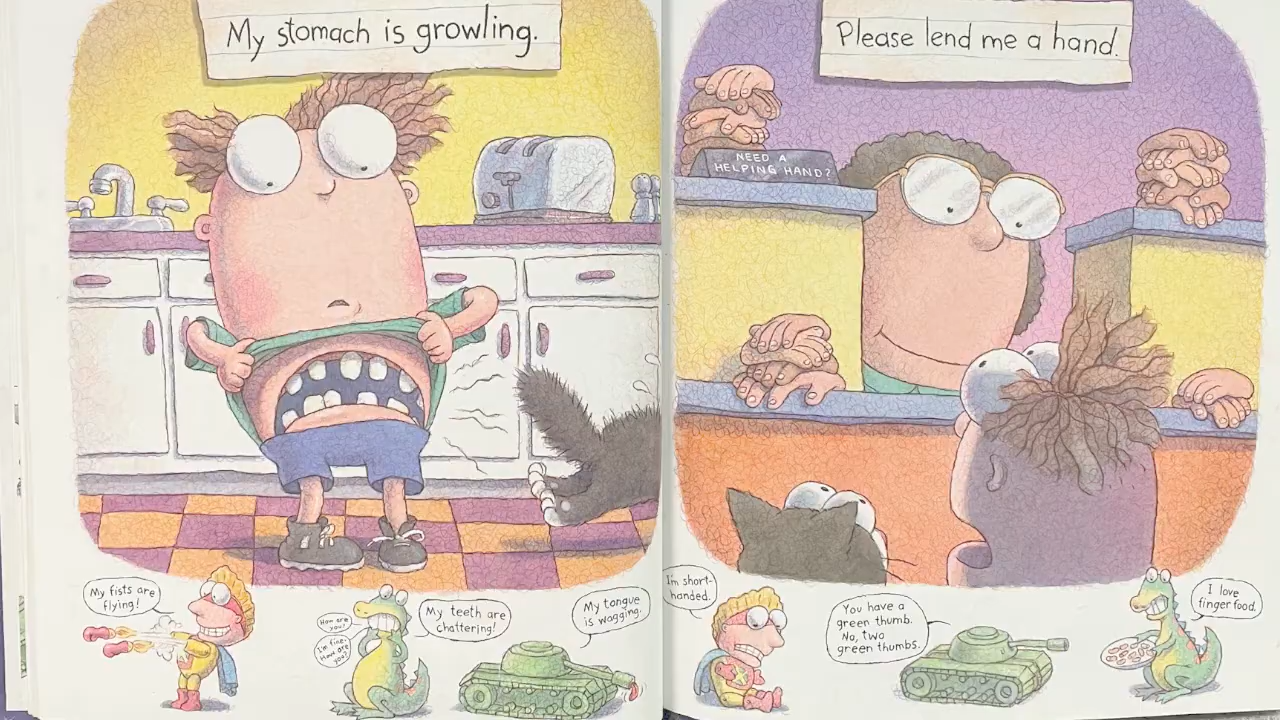 My stomach is growling.
My fists are
flying!
How are
you?
I'm fine.
How are
you?
My teeth are
chattering!
My tongue
is wagging.
Please lend me a hand.
NEED A
HELPING HAND?
I'm short-
handed.
You have a
green thumb.
No, two
green thumbs.
I love
finger food.